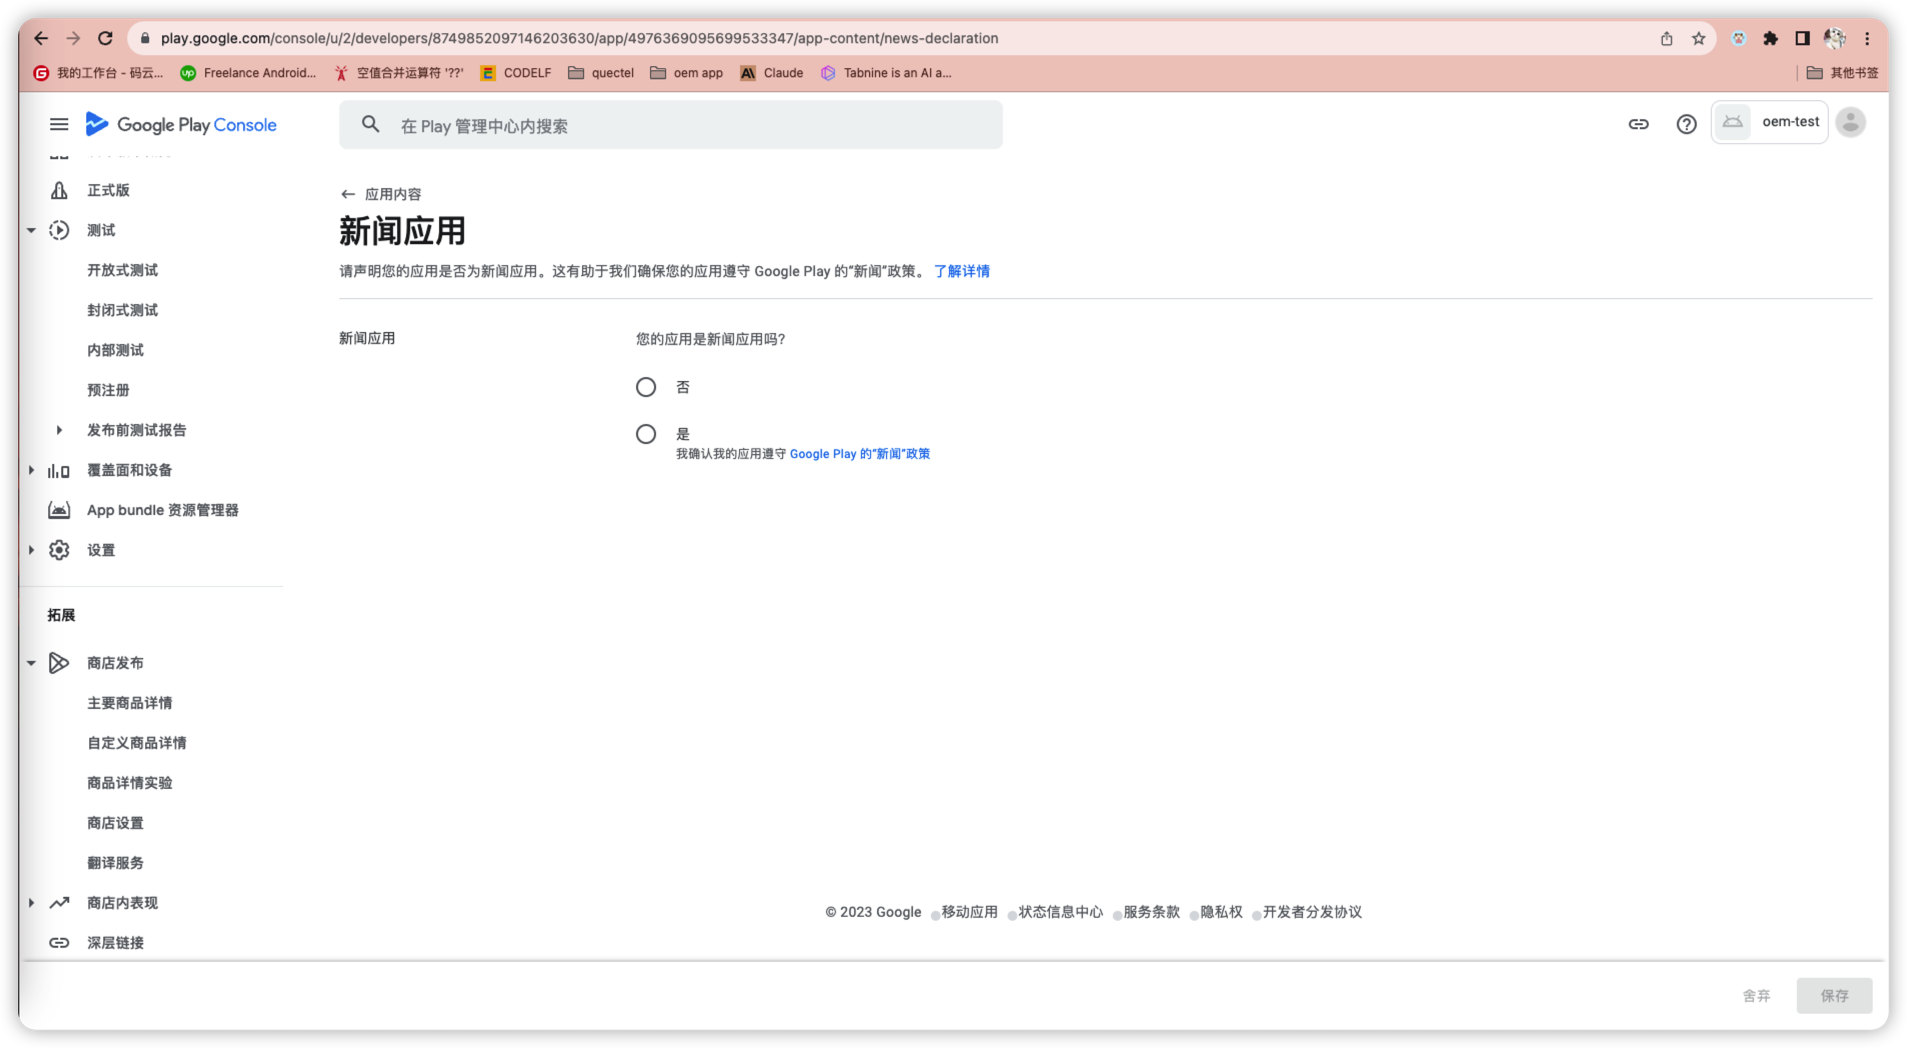 play.google.com/console/u/2/developers/8749852097146203630/app/4976369095699533347/app-content/news-declaration
我的工作台 - 码云... Freelance Android... 空值合并运算符 '??' CODELF quectel oem app Claude Tabnine is an AI a... 其他书签
Google Play Console
在 Play 管理中心内搜索
oem-test
正式版
测试
开放式测试
封闭式测试
内部测试
预注册
发布前测试报告
覆盖面和设备
App bundle 资源管理器
设置
拓展
商店发布
主要商品详情
自定义商品详情
商品详情实验
商店设置
翻译服务
商店内表现
深层链接
应用内容
新闻应用
请声明您的应用是否为新闻应用。这有助于我们确保您的应用遵守 Google Play 的“新闻”政策。 了解详情
新闻应用
您的应用是新闻应用吗?
否
是
我确认我的应用遵守 Google Play 的“新闻”政策
© 2023 Google 移动应用 状态信息中心 服务条款 隐私权 开发者分发协议
舍弃 保存